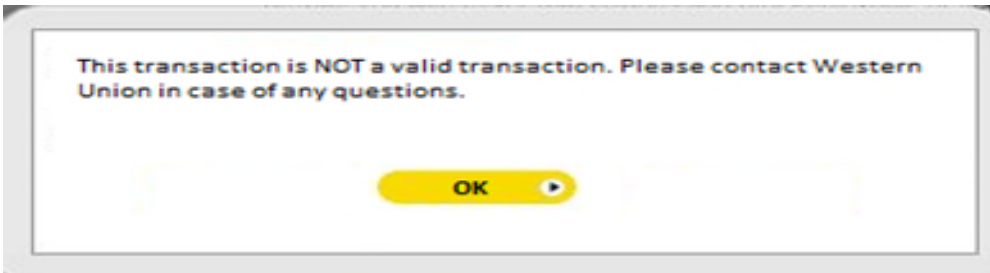 This transaction is NOT a valid transaction. Please contact Western
Union in case of any questions.
OK